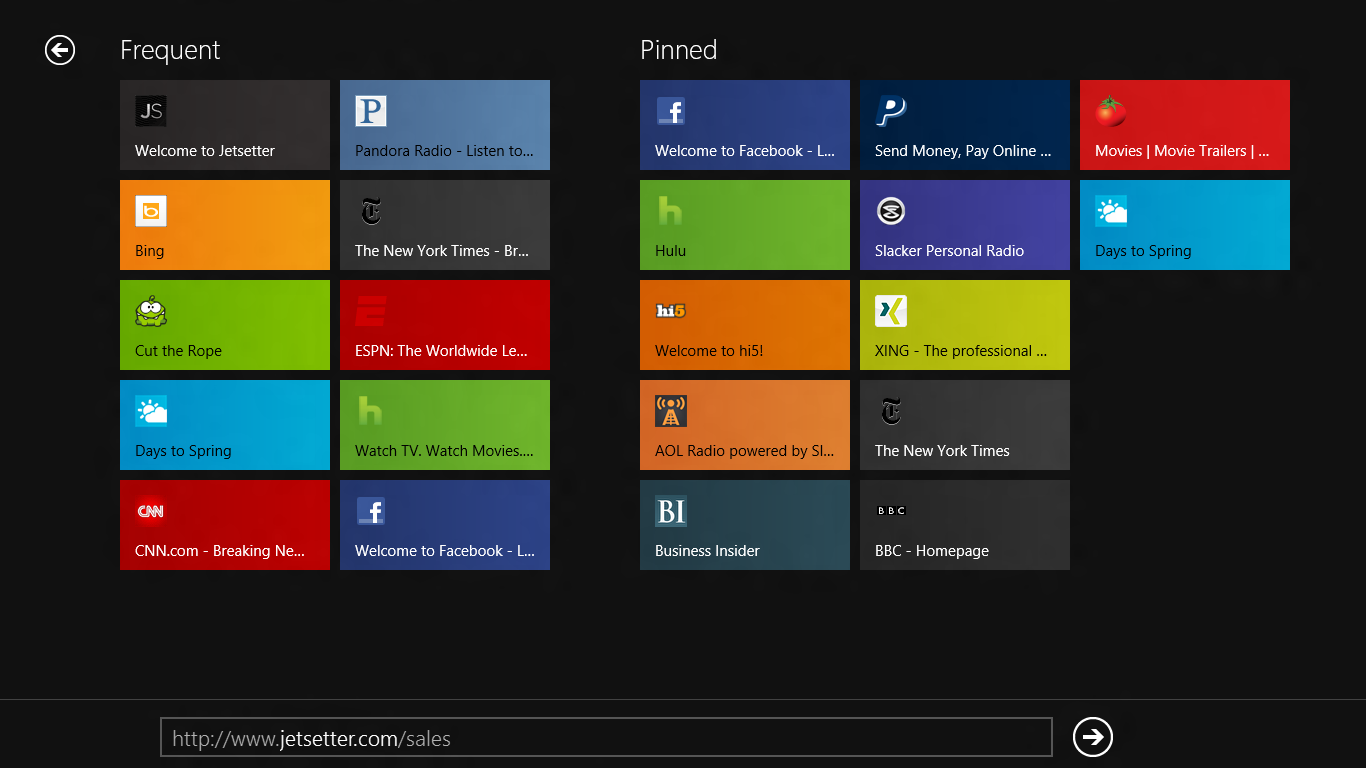 Frequent
JS
Welcome to Jetsetter
P
Pandora Radio - Listen to...
b
Bing
T
The New York Times - Br...
Cut the Rope
E
ESPN: The Worldwide Le...
Days to Spring
h
Watch TV. Watch Movies....
CNN
CNN.com - Breaking Ne...
f
Welcome to Facebook - L...
Pinned
f
Welcome to Facebook - L...
P
Send Money, Pay Online ...
Movies | Movie Trailers | ...
h
Hulu
S
Slacker Personal Radio
Days to Spring
hi5
Welcome to hi5!
X
XING - The professional ...
AOL Radio powered by Sl...
T
The New York Times
BI
Business Insider
BBC
BBC - Homepage
http://www.jetsetter.com/sales